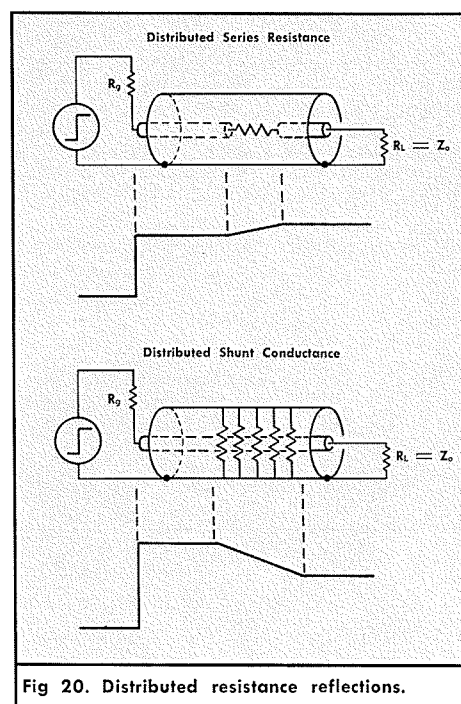 Distributed Series Resistance
Rg
RL = Zo
Distributed Shunt Conductance
Rg
RL = Zo
Fig 20. Distributed resistance reflections.